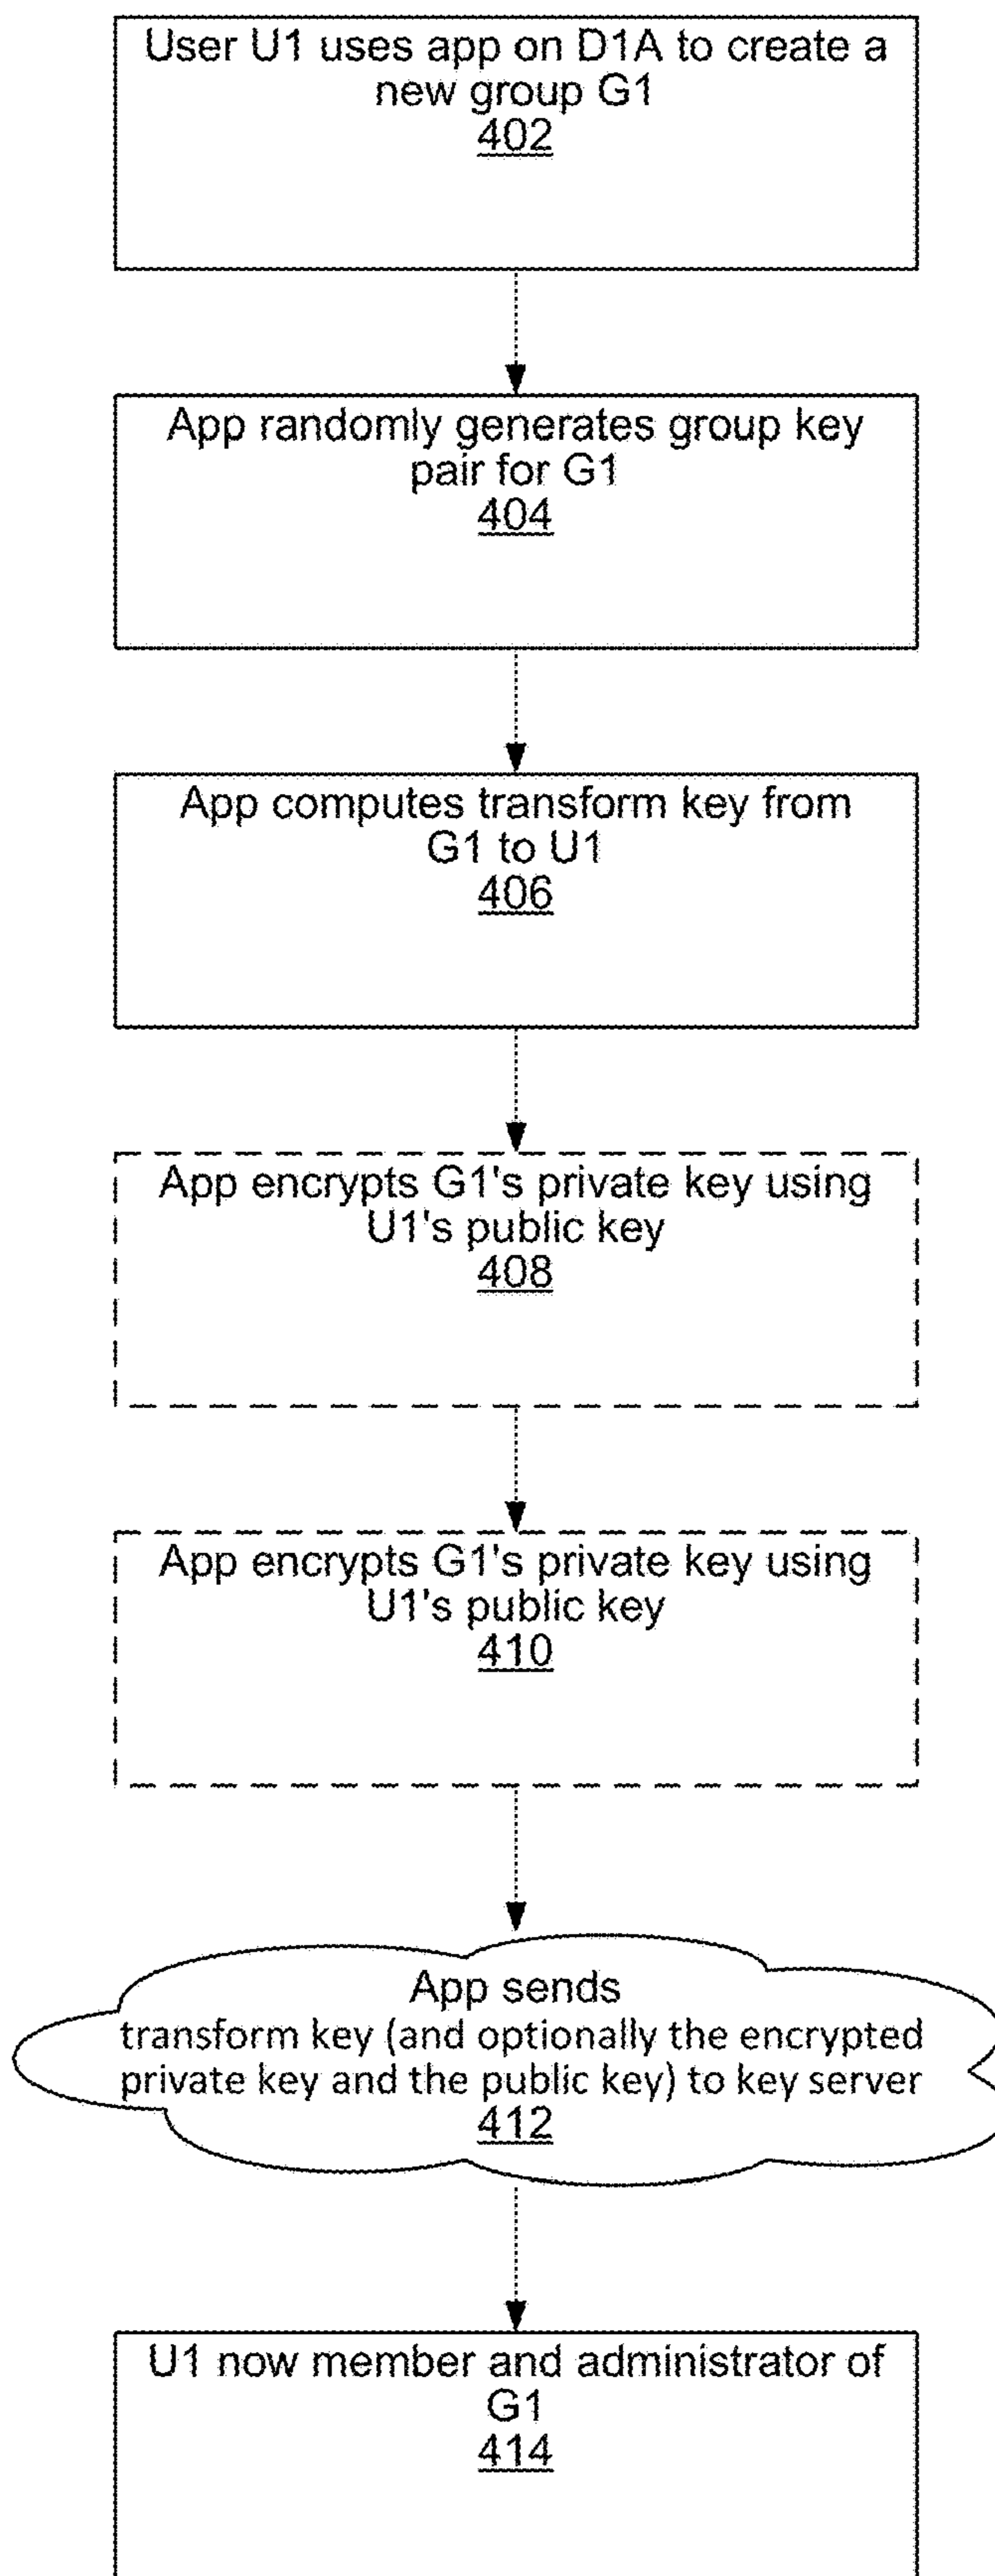 User U1 uses app on D1A to create a
new group G1
402
App randomly generates group key
pair for G1
404
App computes transform key from
G1 to U1
406
App encrypts G1's private key using
U1's public key
408
App encrypts G1's private key using
U1's public key
410
App sends
transform key (and optionally the encrypted
private key and the public key) to key server
412
U1 now member and administrator of
G1
414